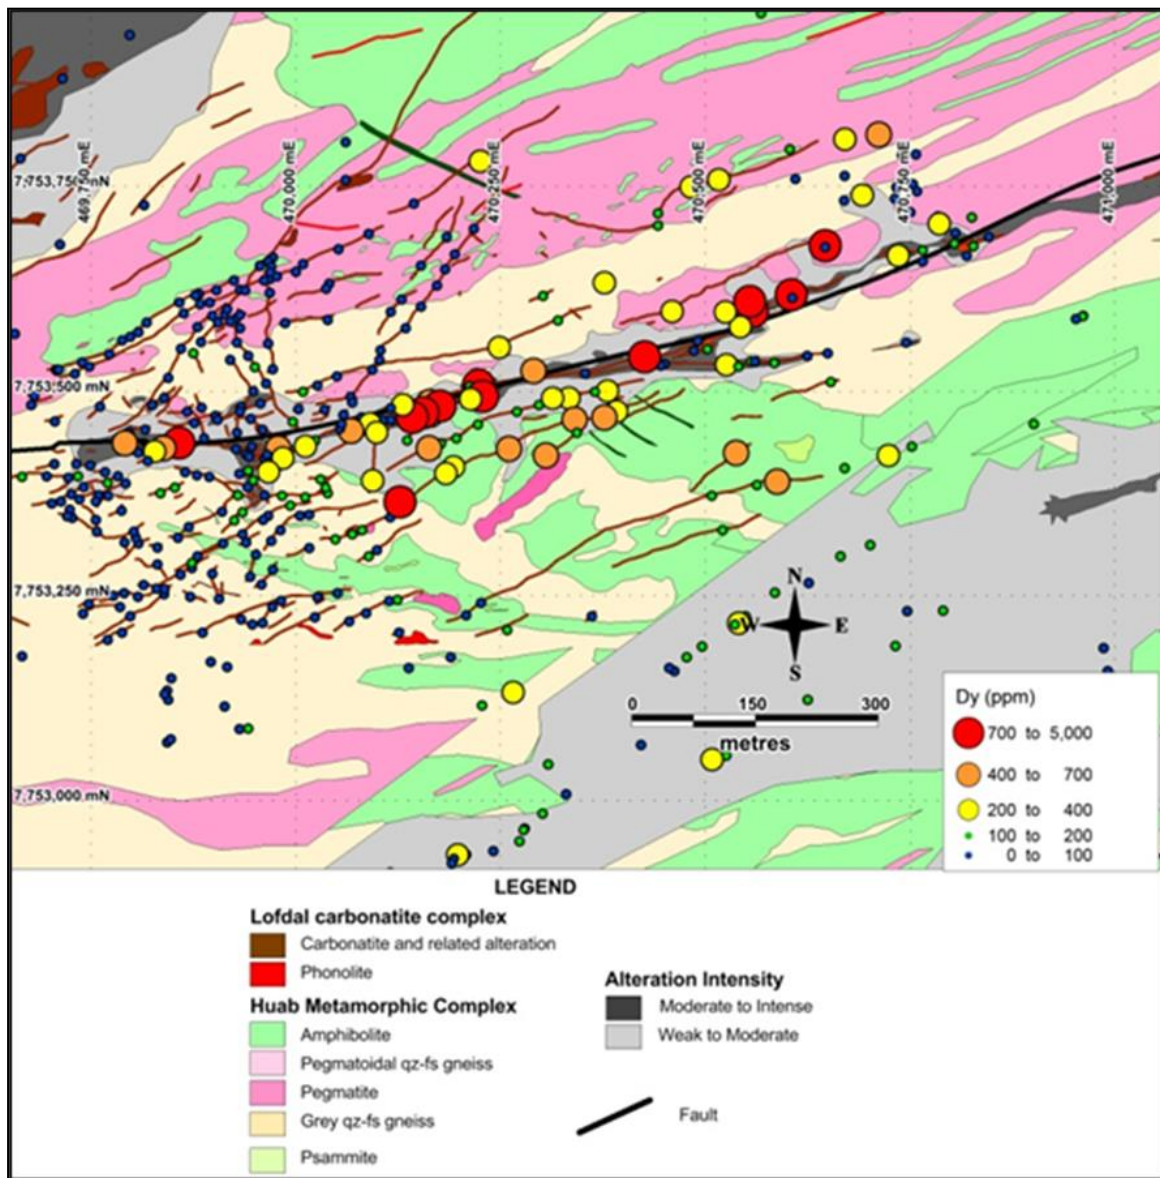 469,750 mE
470,000 mE
470,250 mE
470,500 mE
470,750 mE
471,000 mE
7,753,750 mN
7,753,500 mN
7,753,250 mN
7,753,000 mN
N
W E
S
0 150 300
metres
Dy (ppm)
700 to 5,000
400 to 700
200 to 400
100 to 200
0 to 100
LEGEND
Lofdal carbonatite complex
Carbonatite and related alteration
Phonolite
Huab Metamorphic Complex
Amphibolite
Pegmatoidal qz-fs gneiss
Pegmatite
Grey qz-fs gneiss
Psammite
Alteration Intensity
Moderate to Intense
Weak to Moderate
Fault